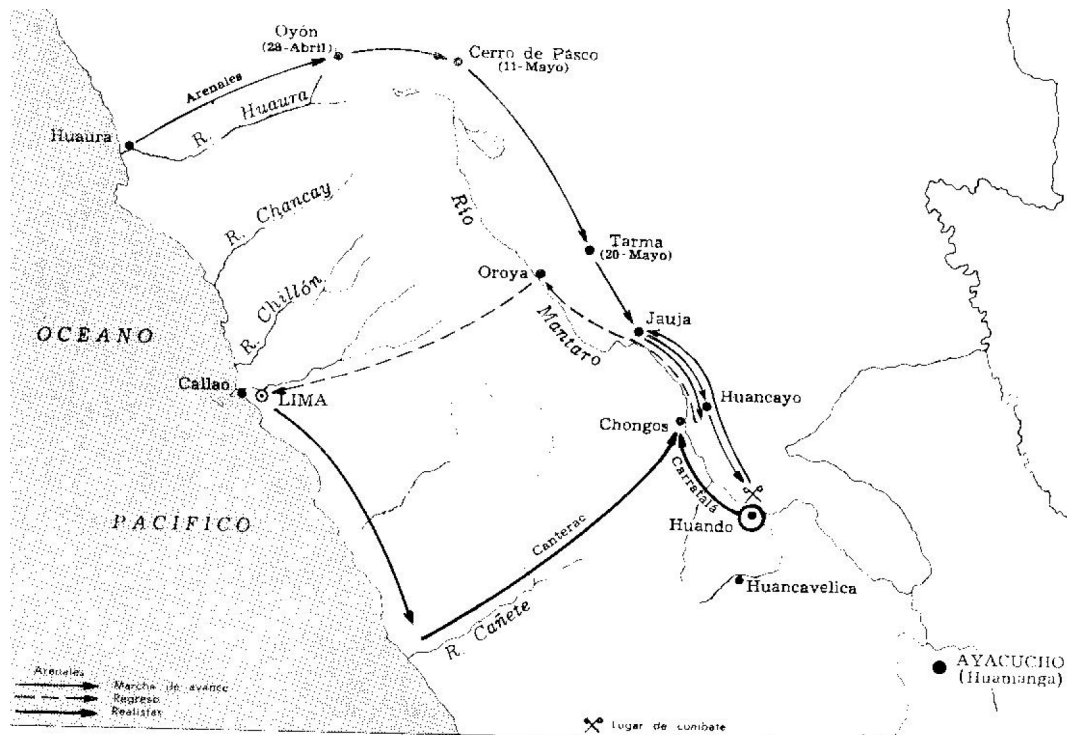 Oyón
(28-Abril)
Cerro de Pásco
(11-Mayo)
Arenales
R. Huaura
Huaura
R. Chancay
Río
Mantaro
Tarma
(20-Mayo)
Oroya
R. Chillón
Jauja
OCEANO
PACIFICO
Callao
LIMA
Huancayo
Chongos
Carratalá
Huando
Canterac
Huancavelica
R. Cañete
AYACUCHO
(Huamanga)
Arenales
Marcha de avance
Regreso
Realistas
Lugar de combate